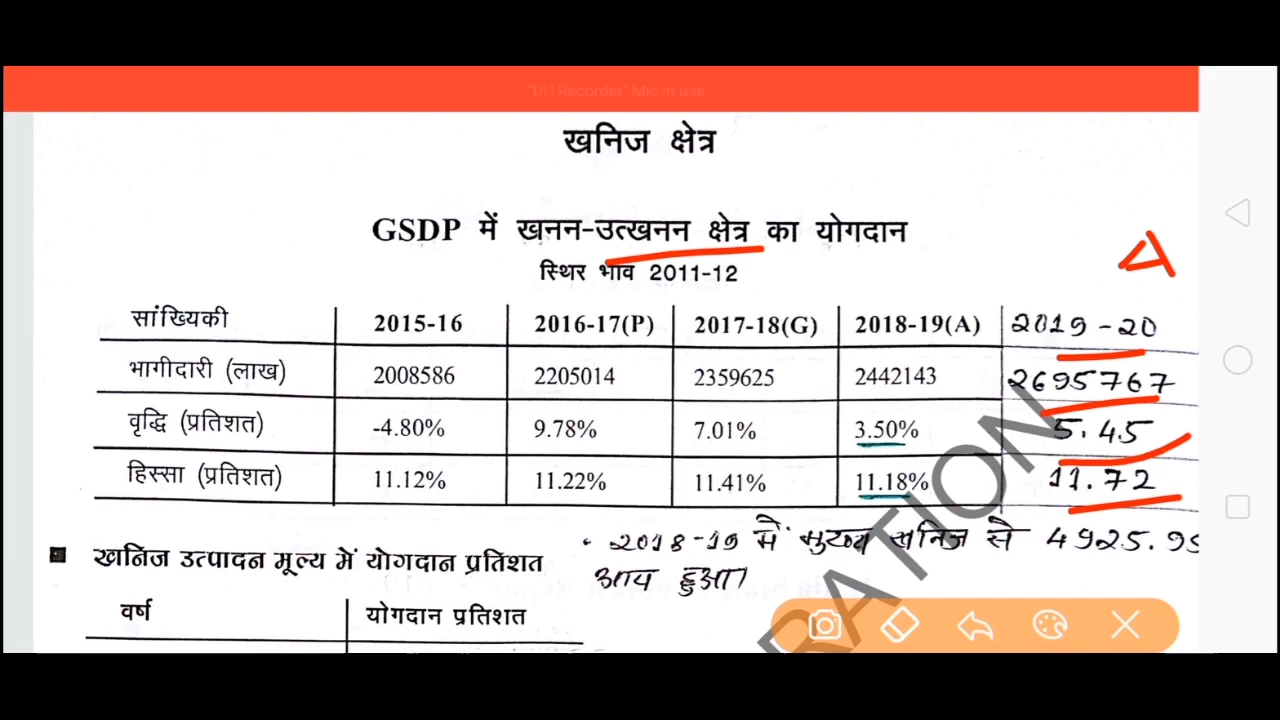 "DU Recorder" Mic in use
खनिज क्षेत्र
GSDP में खनन-उत्खनन क्षेत्र का योगदान
स्थिर भाव 2011-12
A
सांख्यिकी 2015-16 2016-17(P) 2017-18(G) 2018-19(A) 2019-20
भागीदारी (लाख) 2008586 2205014 2359625 2442143 2695767
वृद्धि (प्रतिशत) -4.80% 9.78% 7.01% 3.50% 5.45
हिस्सा (प्रतिशत) 11.12% 11.22% 11.41% 11.18% 11.72
RATION
• 2018-19 में मुख्य खनिज से 4925.99
खनिज उत्पादन मूल्य में योगदान प्रतिशत
आय हुआ।
वर्ष योगदान प्रतिशत